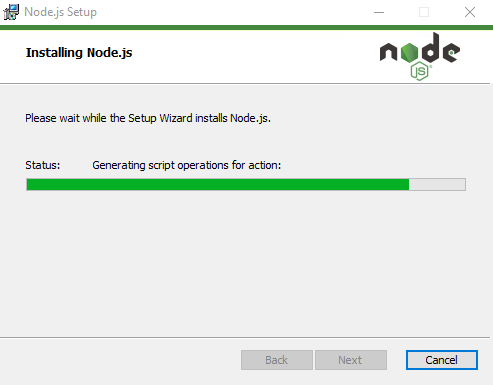 Node.js Setup
Installing Node.js
node
JS
Please wait while the Setup Wizard installs Node.js.
Status: Generating script operations for action:
Back Next Cancel